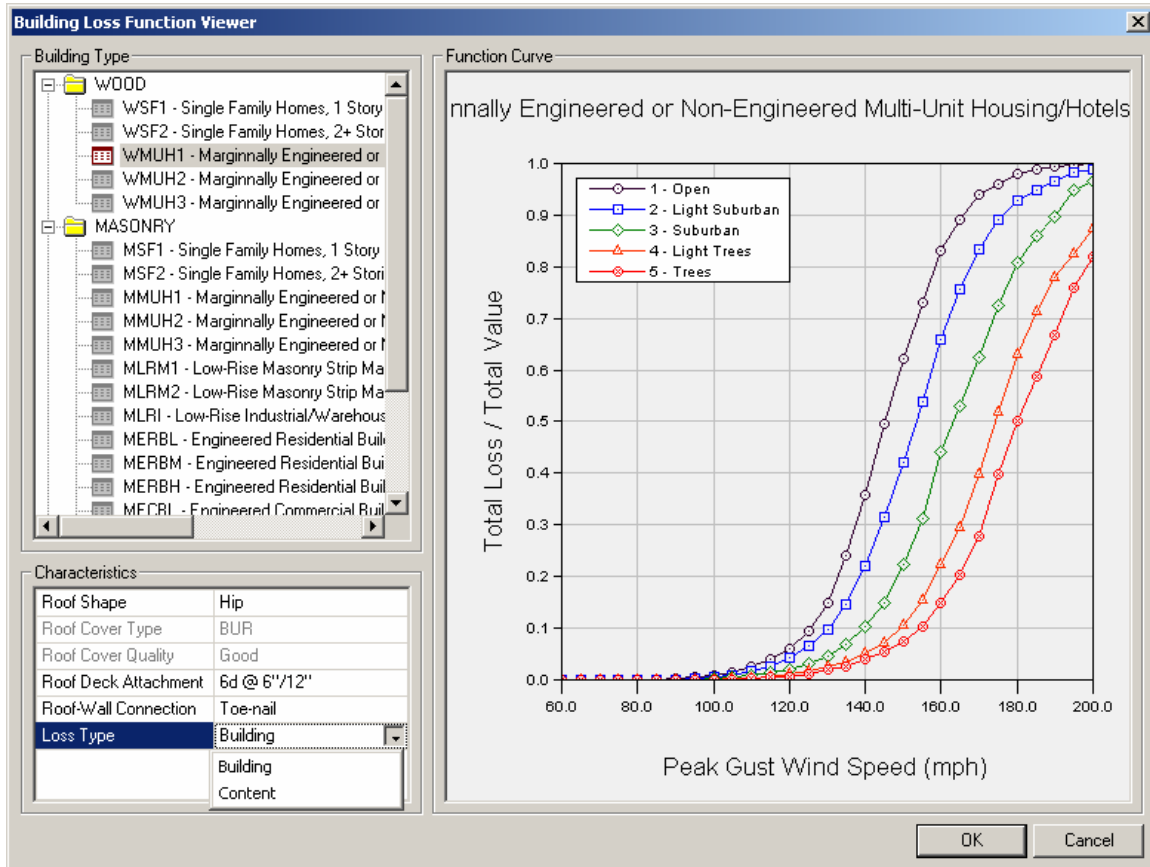 Building Loss Function Viewer
Building Type
WOOD
WSF1 - Single Family Homes, 1 Story
WSF2 - Single Family Homes, 2+ Stor
WMUH1 - Marginnally Engineered or
WMUH2 - Marginnally Engineered or
WMUH3 - Marginnally Engineered or
MASONRY
MSF1 - Single Family Homes, 1 Story
MSF2 - Single Family Homes, 2+ Stori
MMUH1 - Marginnally Engineered or N
MMUH2 - Marginnally Engineered or N
MMUH3 - Marginnally Engineered or N
MLRM1 - Low-Rise Masonry Strip Ma
MLRM2 - Low-Rise Masonry Strip Ma
MLRI - Low-Rise Industrial/Warehous
MERBL - Engineered Residential Buil
MERBM - Engineered Residential Bui
MERBH - Engineered Residential Buil
MECBL - Engineered Commercial Buil
Characteristics
Roof Shape Hip
Roof Cover Type BUR
Roof Cover Quality Good
Roof Deck Attachment 6d @ 6"/12"
Roof-Wall Connection Toe-nail
Loss Type Building
Building
Content
Function Curve
nnally Engineered or Non-Engineered Multi-Unit Housing/Hotels
1 - Open
2 - Light Suburban
3 - Suburban
4 - Light Trees
5 - Trees
Total Loss / Total Value
1.0
0.9
0.8
0.7
0.6
0.5
0.4
0.3
0.2
0.1
0.0
60.0 80.0 100.0 120.0 140.0 160.0 180.0 200.0
Peak Gust Wind Speed (mph)
OK Cancel